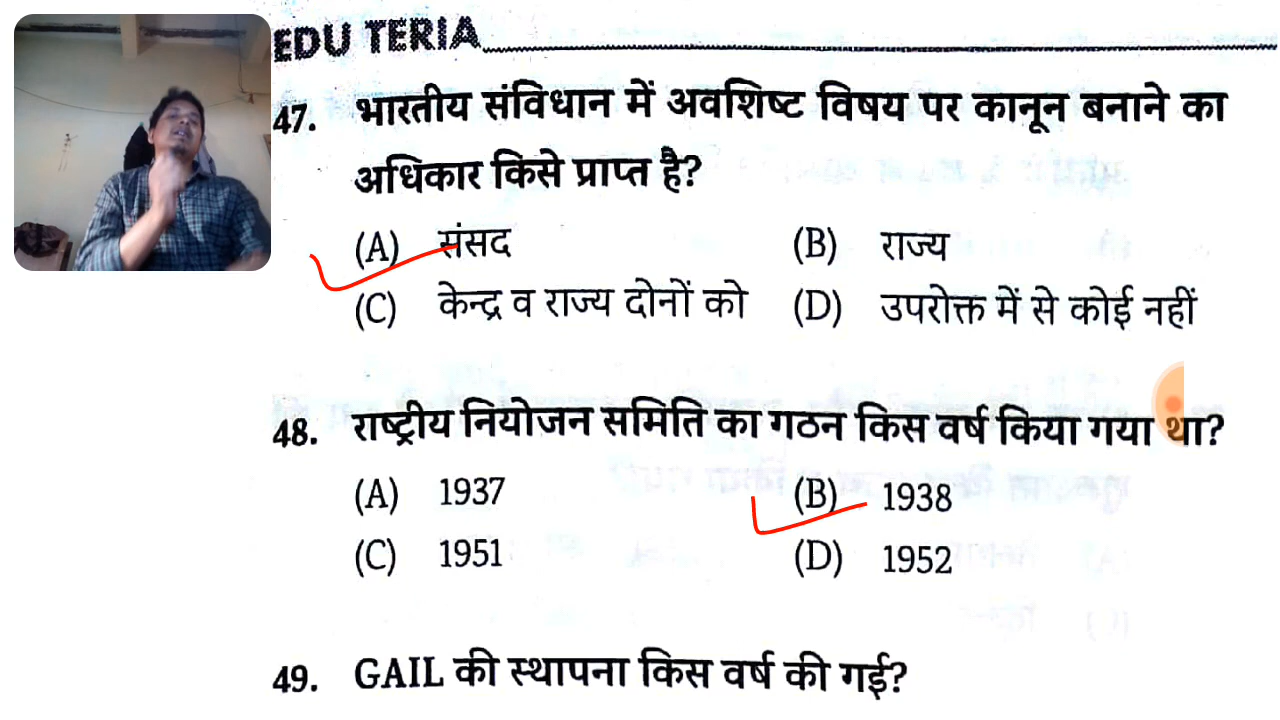 EDU TERIA
47. भारतीय संविधान में अवशिष्ट विषय पर कानून बनाने का
अधिकार किसे प्राप्त है?
(A) संसद (B) राज्य
(C) केन्द्र व राज्य दोनों को (D) उपरोक्त में से कोई नहीं
48. राष्ट्रीय नियोजन समिति का गठन किस वर्ष किया गया था?
(A) 1937 (B) 1938
(C) 1951 (D) 1952
49. GAIL की स्थापना किस वर्ष की गई?